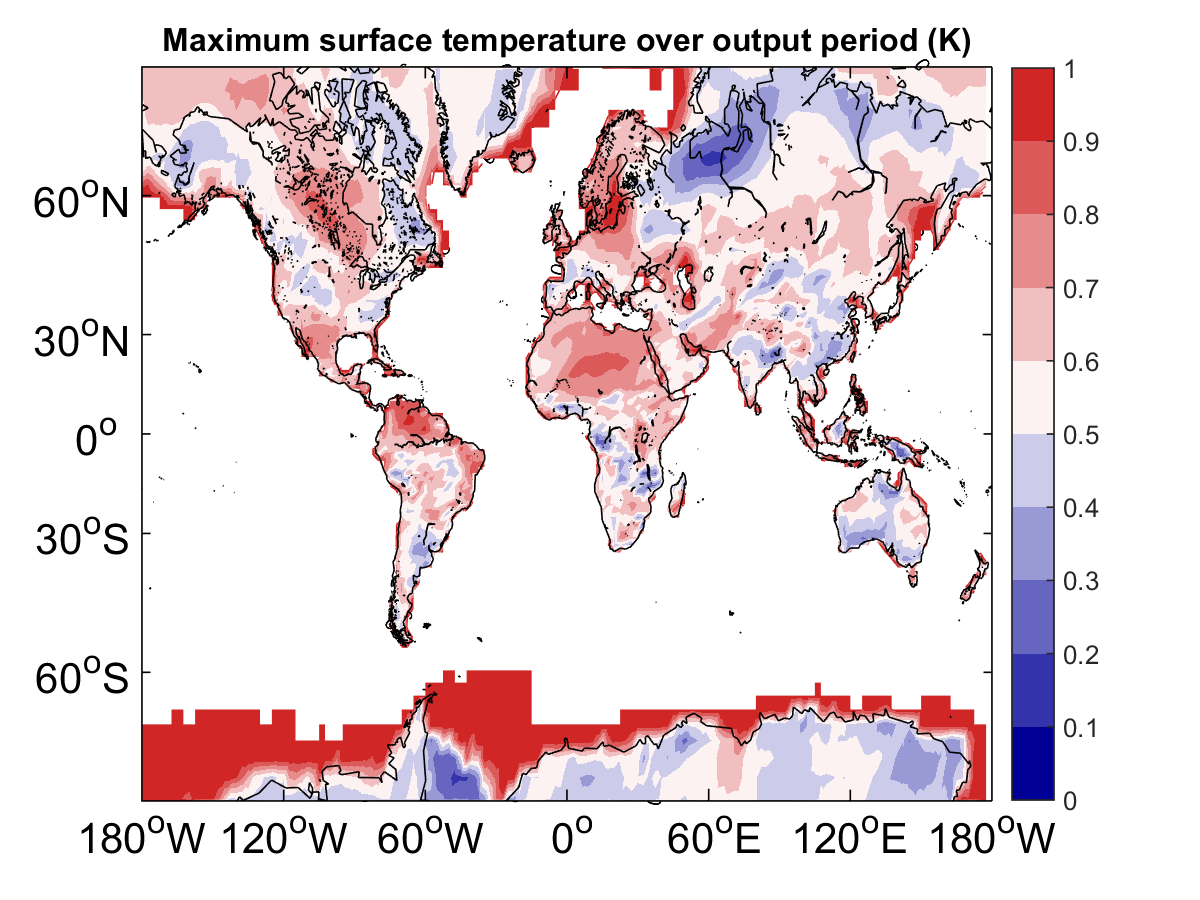 Maximum surface temperature over output period (K)
60°N
30°N
0°
30°S
60°S
180°W 120°W 60°W 0° 60°E 120°E 180°W
1
0.9
0.8
0.7
0.6
0.5
0.4
0.3
0.2
0.1
0